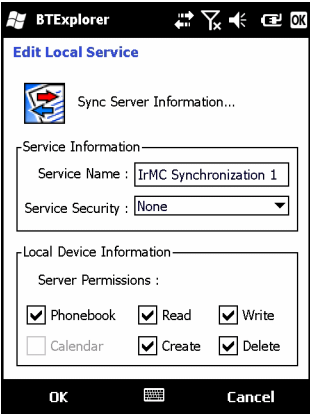 BTExplorer OK
Edit Local Service
Sync Server Information...
Service Information
Service Name : IrMC Synchronization 1
Service Security : None
Local Device Information
Server Permissions :
Phonebook Read Write
Calendar Create Delete
OK Cancel